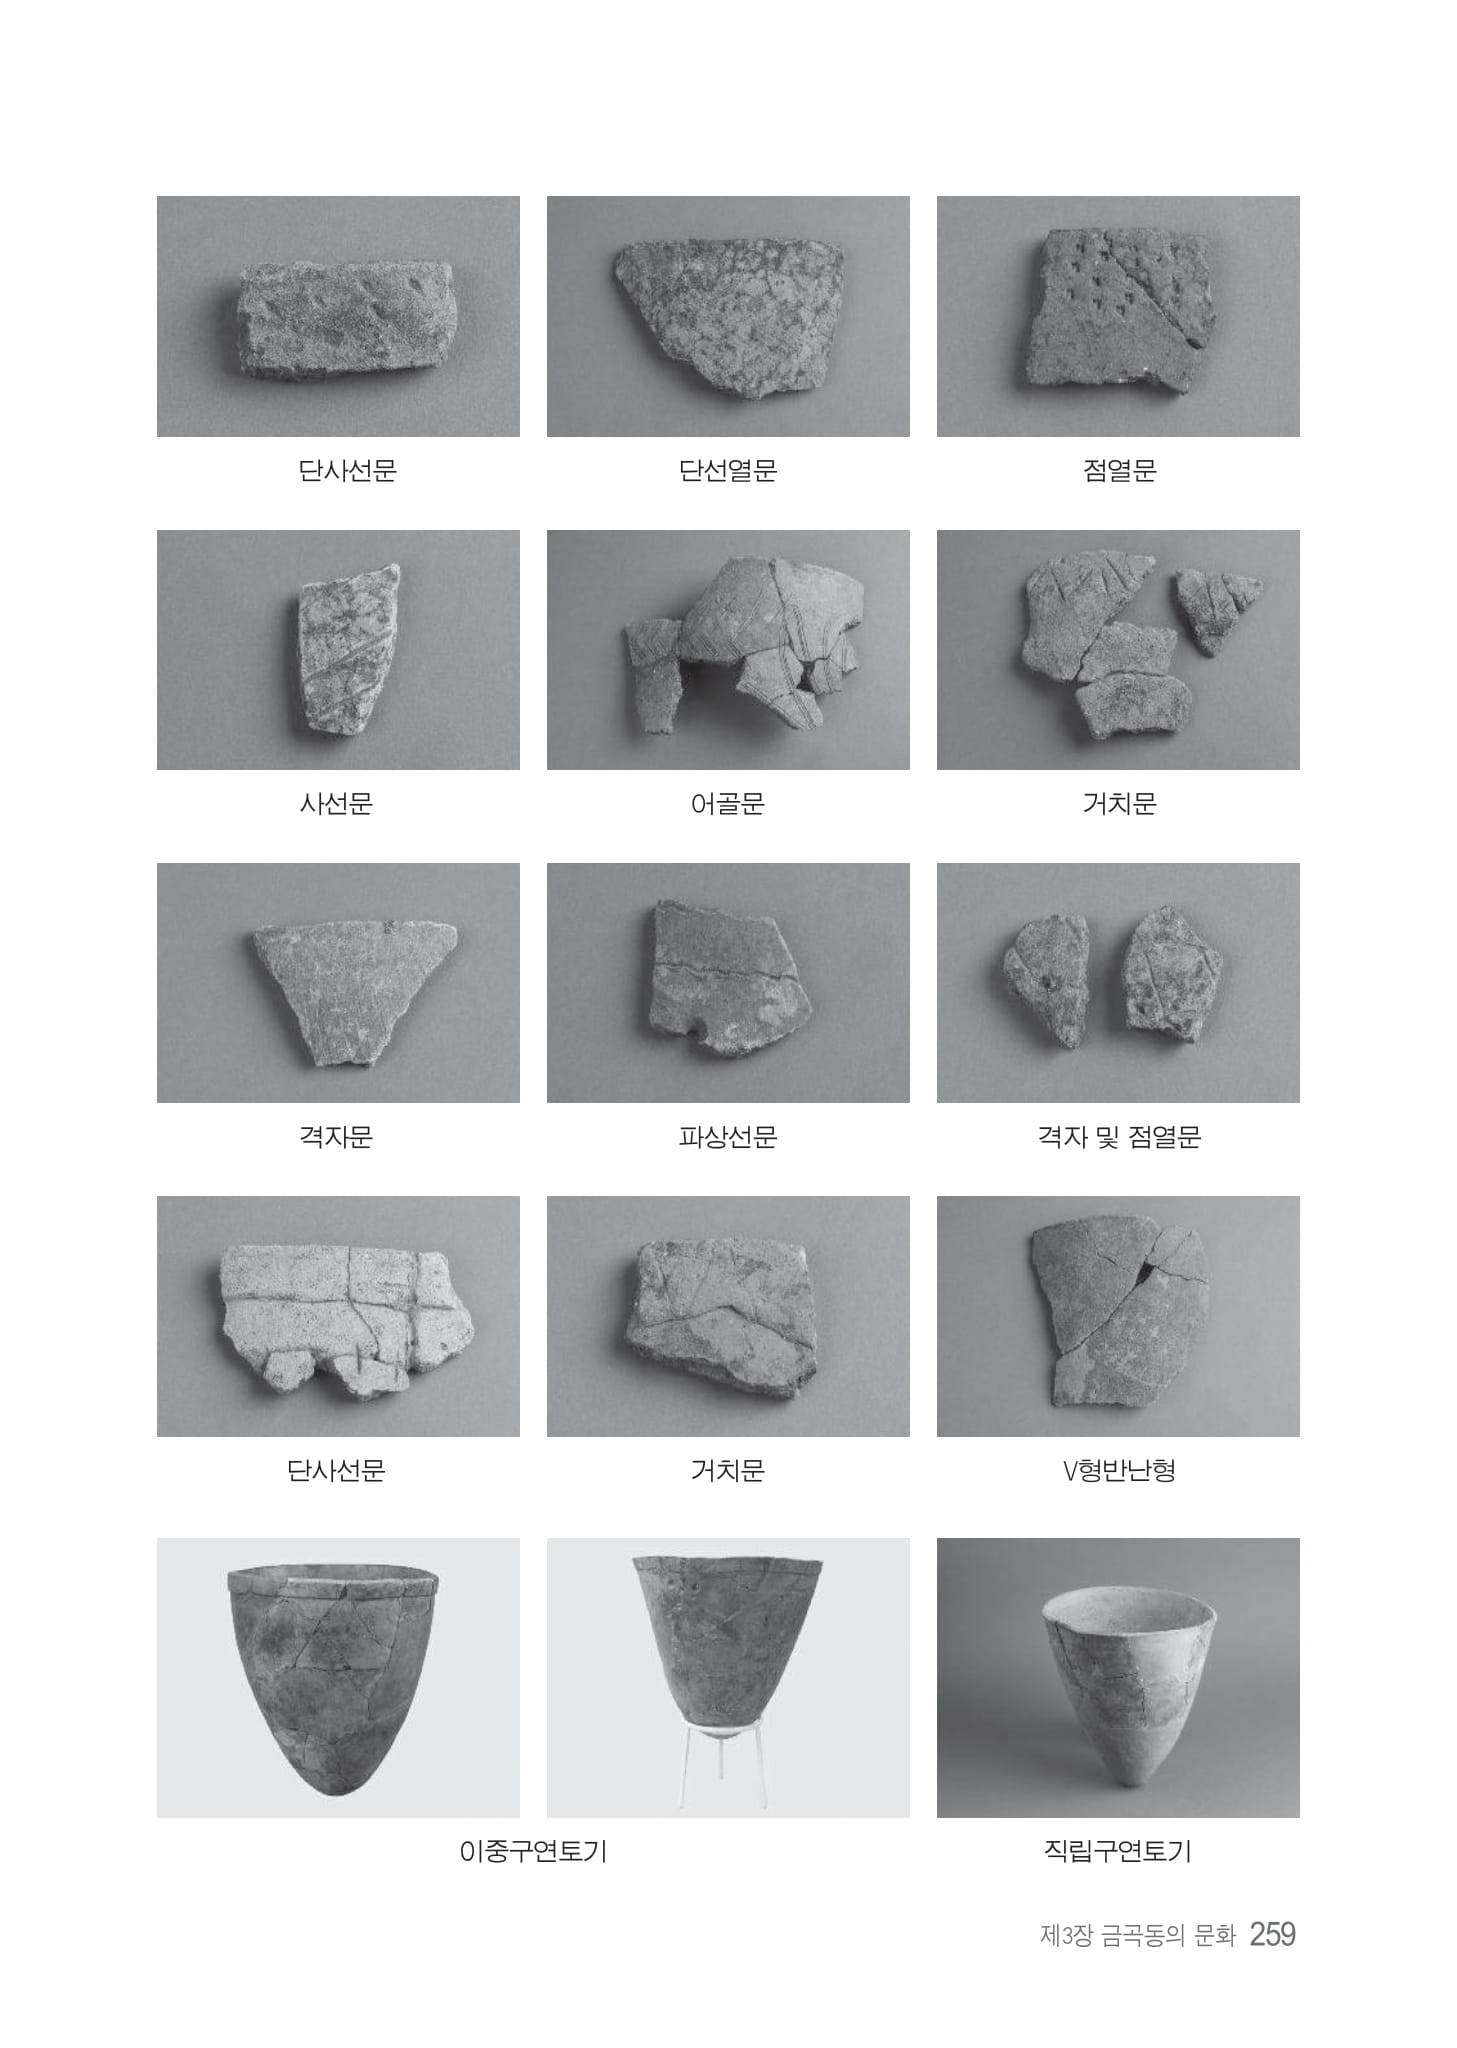 단사선문
단선열문
점열문
사선문
어골문
거치문
격자문
파상선문
격자 및 점열문
단사선문
거치문
V형반난형
이중구연토기
직립구연토기
제3장 금곡동의 문화 259